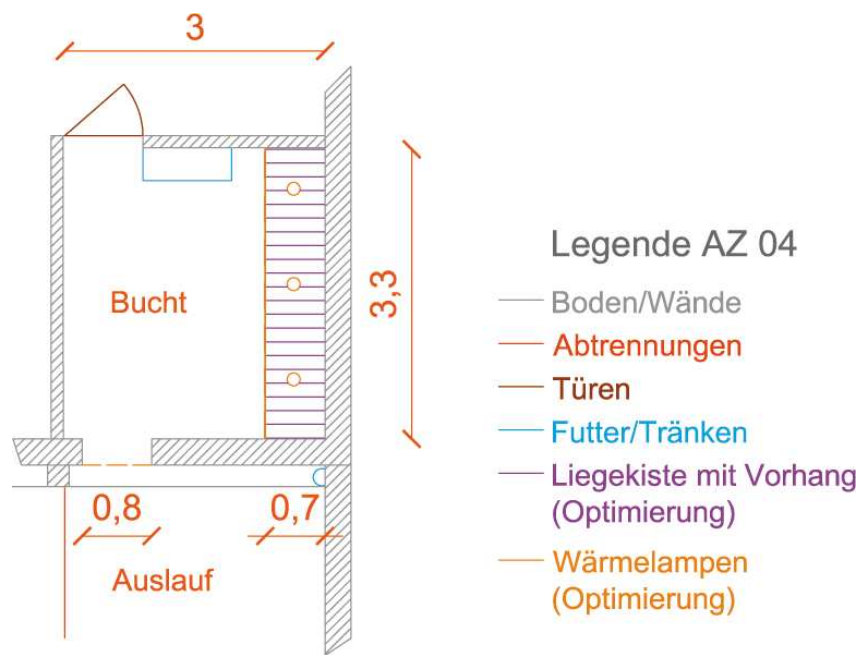 3
3,3
Bucht
0,8
0,7
Auslauf
Legende AZ 04
Boden/Wände
Abtrennungen
Türen
Futter/Tränken
Liegekiste mit Vorhang
(Optimierung)
Wärmelampen
(Optimierung)